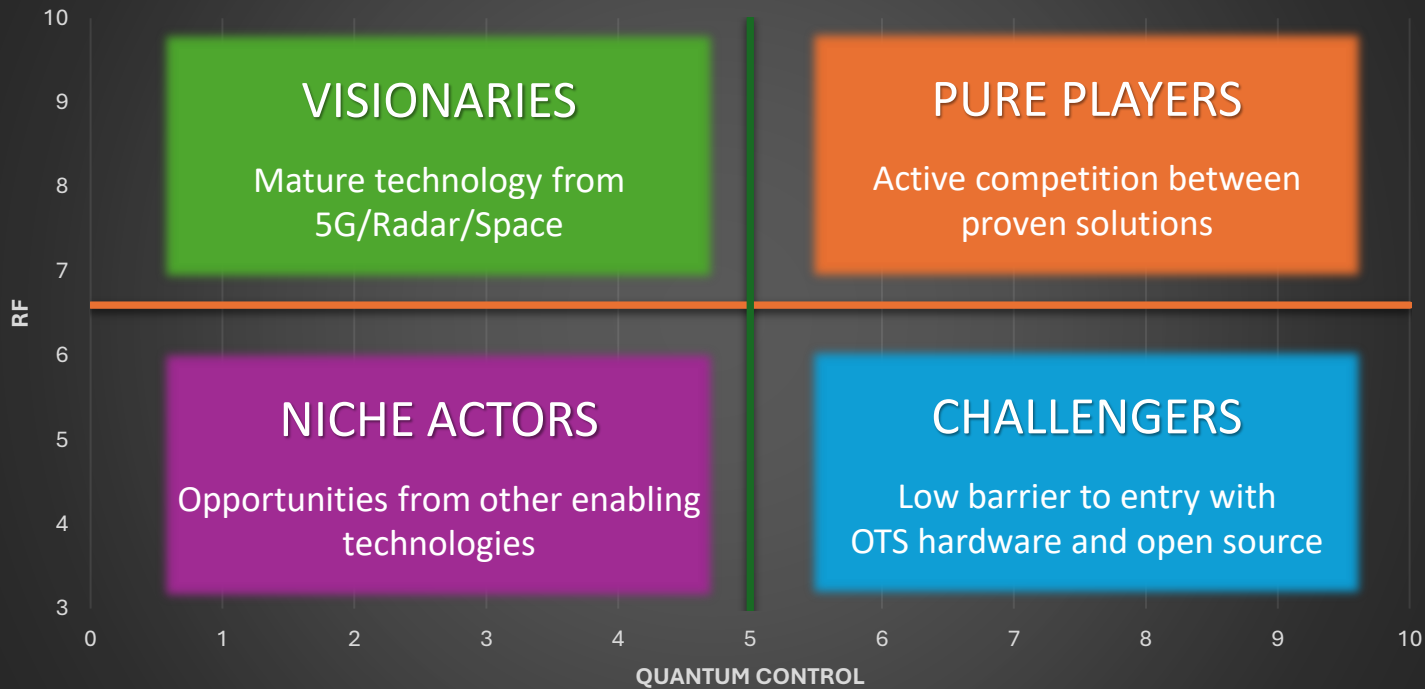 10
9
8
7
6
5
4
3
RF
VISIONARIES
Mature technology from
5G/Radar/Space
PURE PLAYERS
Active competition between
proven solutions
NICHE ACTORS
Opportunities from other enabling
technologies
CHALLENGERS
Low barrier to entry with
OTS hardware and open source
0 1 2 3 4 5 6 7 8 9 10
QUANTUM CONTROL